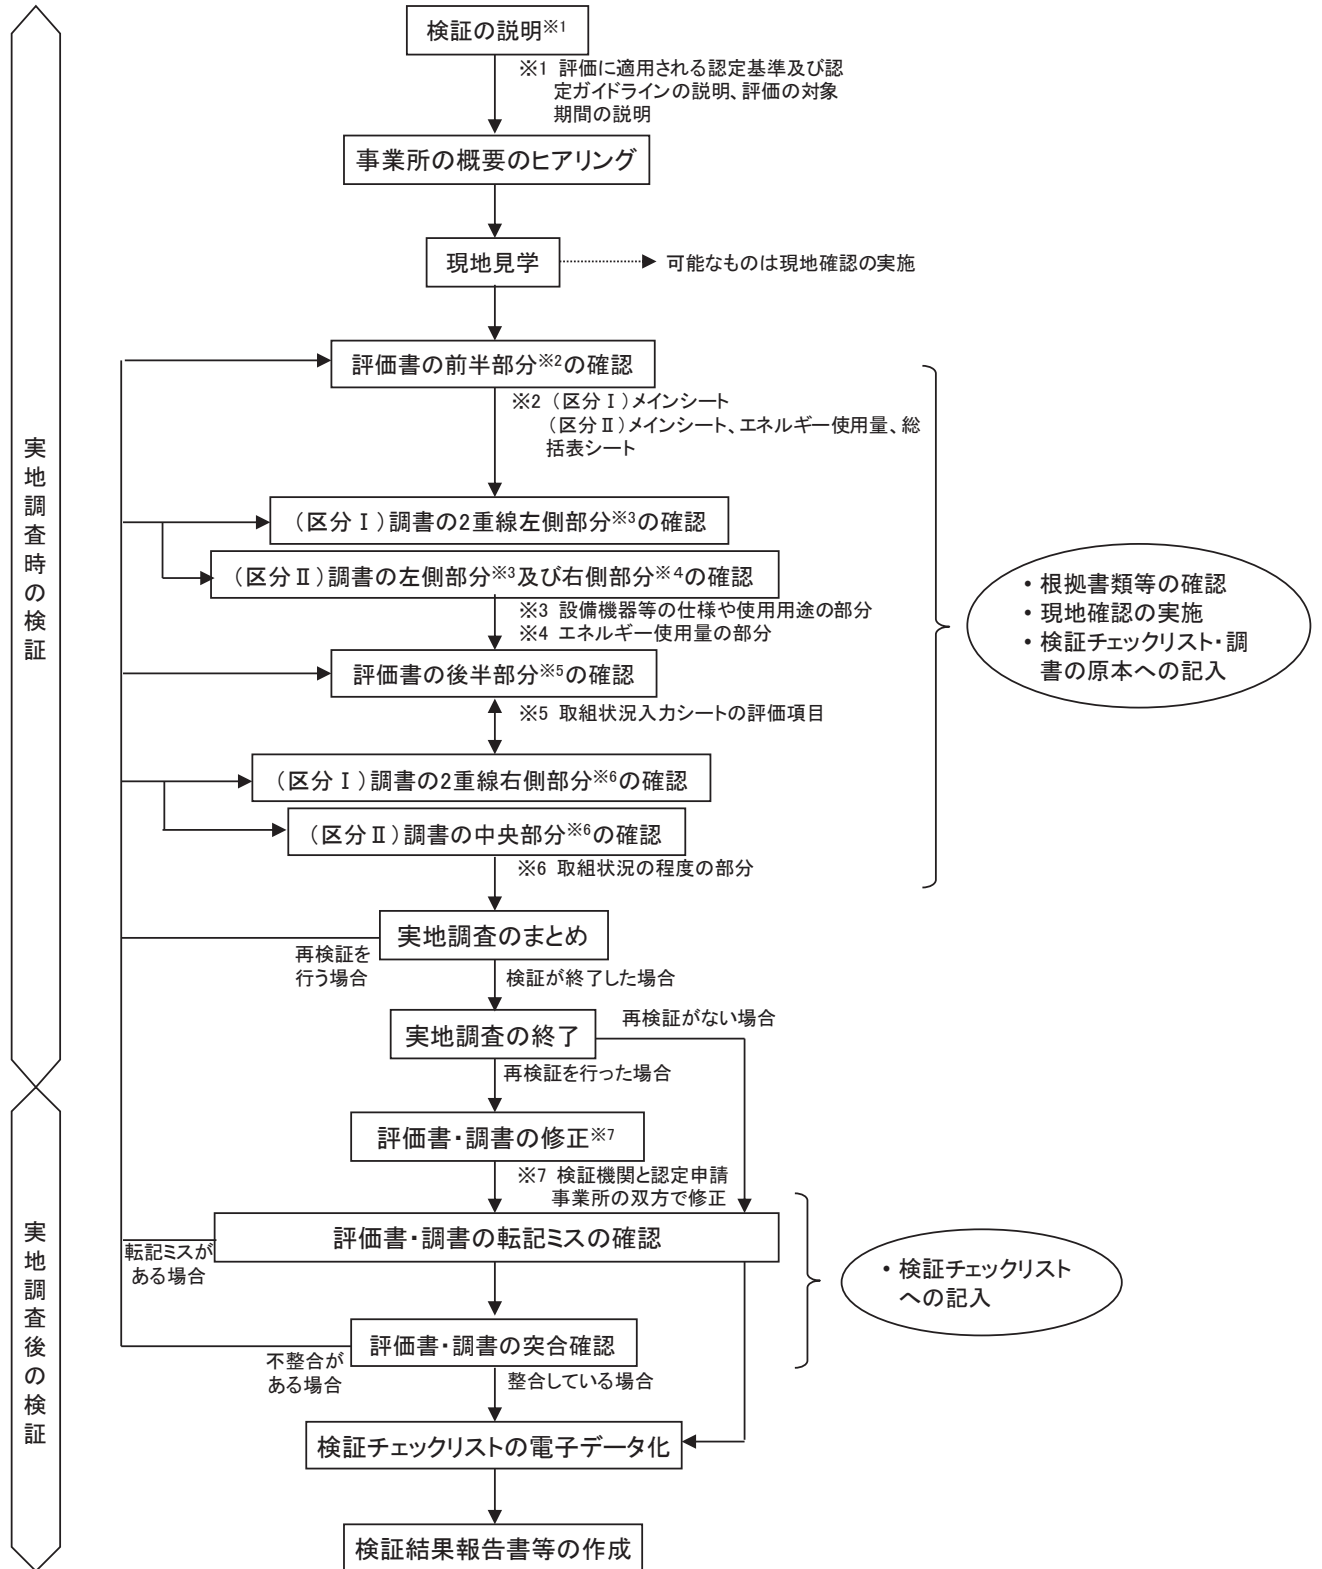 検証の説明※1
※1 評価に適用される認定基準及び認
定ガイドラインの説明、評価の対象
期間の説明
事業所の概要のヒアリング
現地見学
可能なものは現地確認の実施
評価書の前半部分※2の確認
※2 (区分Ⅰ)メインシート
(区分Ⅱ)メインシート、エネルギー使用量、総
括表シート
(区分Ⅰ)調書の2重線左側部分※3の確認
(区分Ⅱ)調書の左側部分※3及び右側部分※4の確認
※3 設備機器等の仕様や使用用途の部分
※4 エネルギー使用量の部分
評価書の後半部分※5の確認
※5 取組状況入力シートの評価項目
(区分Ⅰ)調書の2重線右側部分※6の確認
(区分Ⅱ)調書の中央部分※6の確認
※6 取組状況の程度の部分
・根拠書類等の確認
・現地確認の実施
・検証チェックリスト・調
書の原本への記入
実地調査時の検証
実地調査のまとめ
再検証を
行う場合
検証が終了した場合
実地調査の終了
再検証がない場合
再検証を行った場合
評価書・調書の修正※7
※7 検証機関と認定申請
事業所の双方で修正
評価書・調書の転記ミスの確認
転記ミスが
ある場合
・検証チェックリスト
への記入
評価書・調書の突合確認
不整合が
ある場合
整合している場合
実地調査後の検証
検証チェックリストの電子データ化
検証結果報告書等の作成